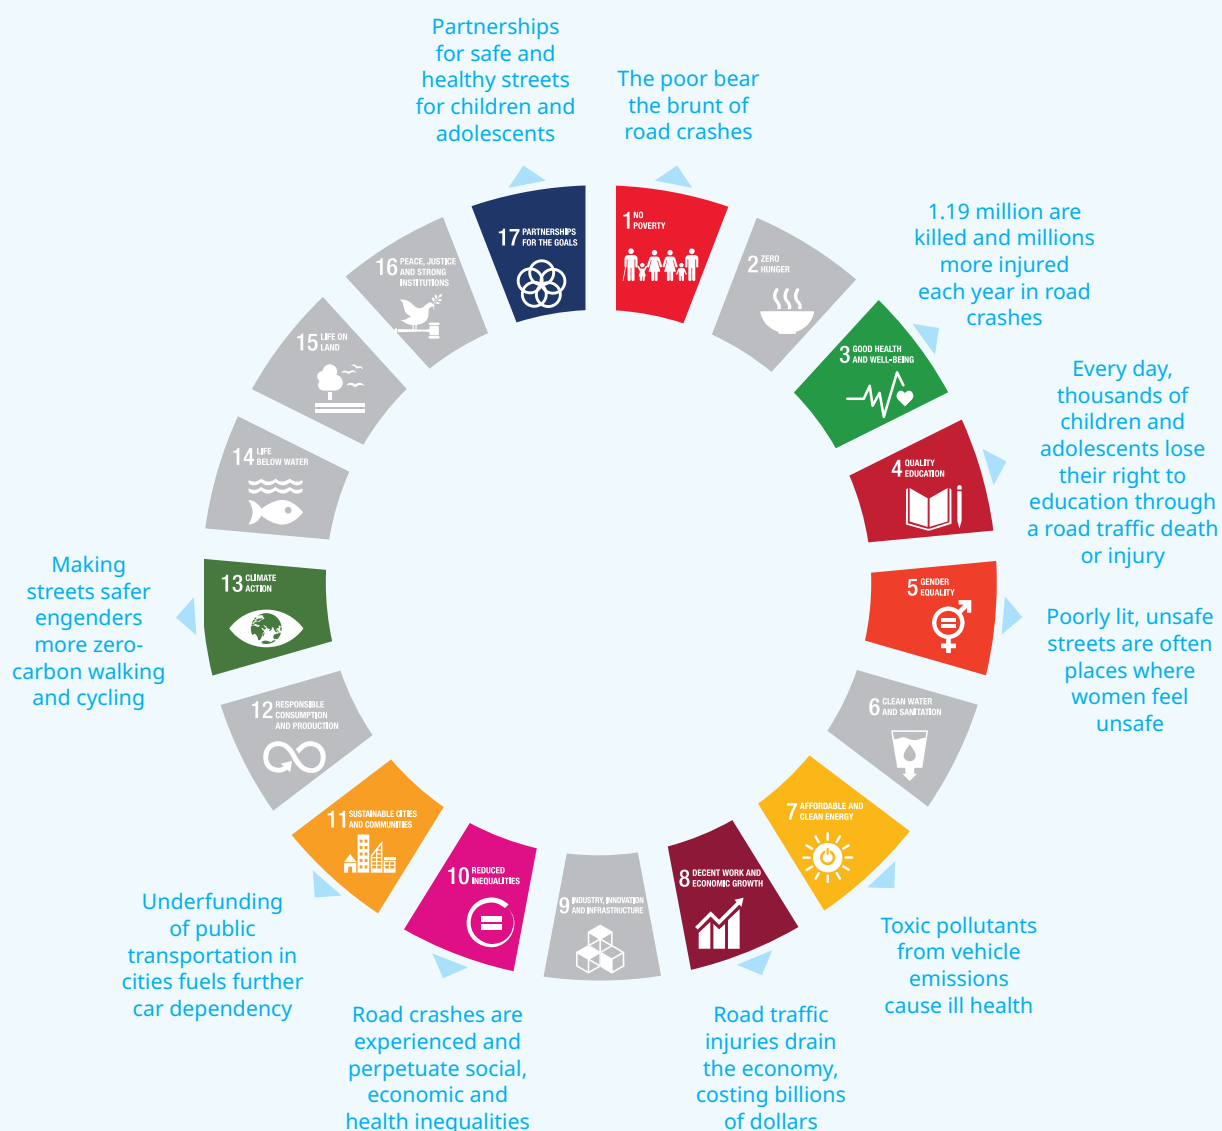 Partnerships
for safe and
healthy streets
for children and
adolescents
The poor bear
the brunt of
road crashes
1.19 million are
killed and millions
more injured
each year in road
crashes
Every day,
thousands of
children and
adolescents lose
their right to
education through
a road traffic death
or injury
Poorly lit, unsafe
streets are often
places where
women feel
unsafe
Toxic pollutants
from vehicle
emissions
cause ill health
Road traffic
injuries drain
the economy,
costing billions
of dollars
Road crashes are
experienced and
perpetuate social,
economic and
health inequalities
Underfunding
of public
transportation in
cities fuels further
car dependency
Making
streets safer
engenders
more zero-
carbon walking
and cycling
1 NO
POVERTY
2 ZERO
HUNGER
3 GOOD HEALTH
AND WELL-BEING
4 QUALITY
EDUCATION
5 GENDER
EQUALITY
6 CLEAN WATER
AND SANITATION
7 AFFORDABLE AND
CLEAN ENERGY
8 DECENT WORK AND
ECONOMIC GROWTH
9 INDUSTRY, INNOVATION
AND INFRASTRUCTURE
10 REDUCED
INEQUALITIES
11 SUSTAINABLE CITIES
AND COMMUNITIES
12 RESPONSIBLE
CONSUMPTION
AND PRODUCTION
13 CLIMATE
ACTION
14 LIFE
BELOW WATER
15 LIFE ON
LAND
16 PEACE, JUSTICE
AND STRONG
INSTITUTIONS
17 PARTNERSHIPS
FOR THE GOALS